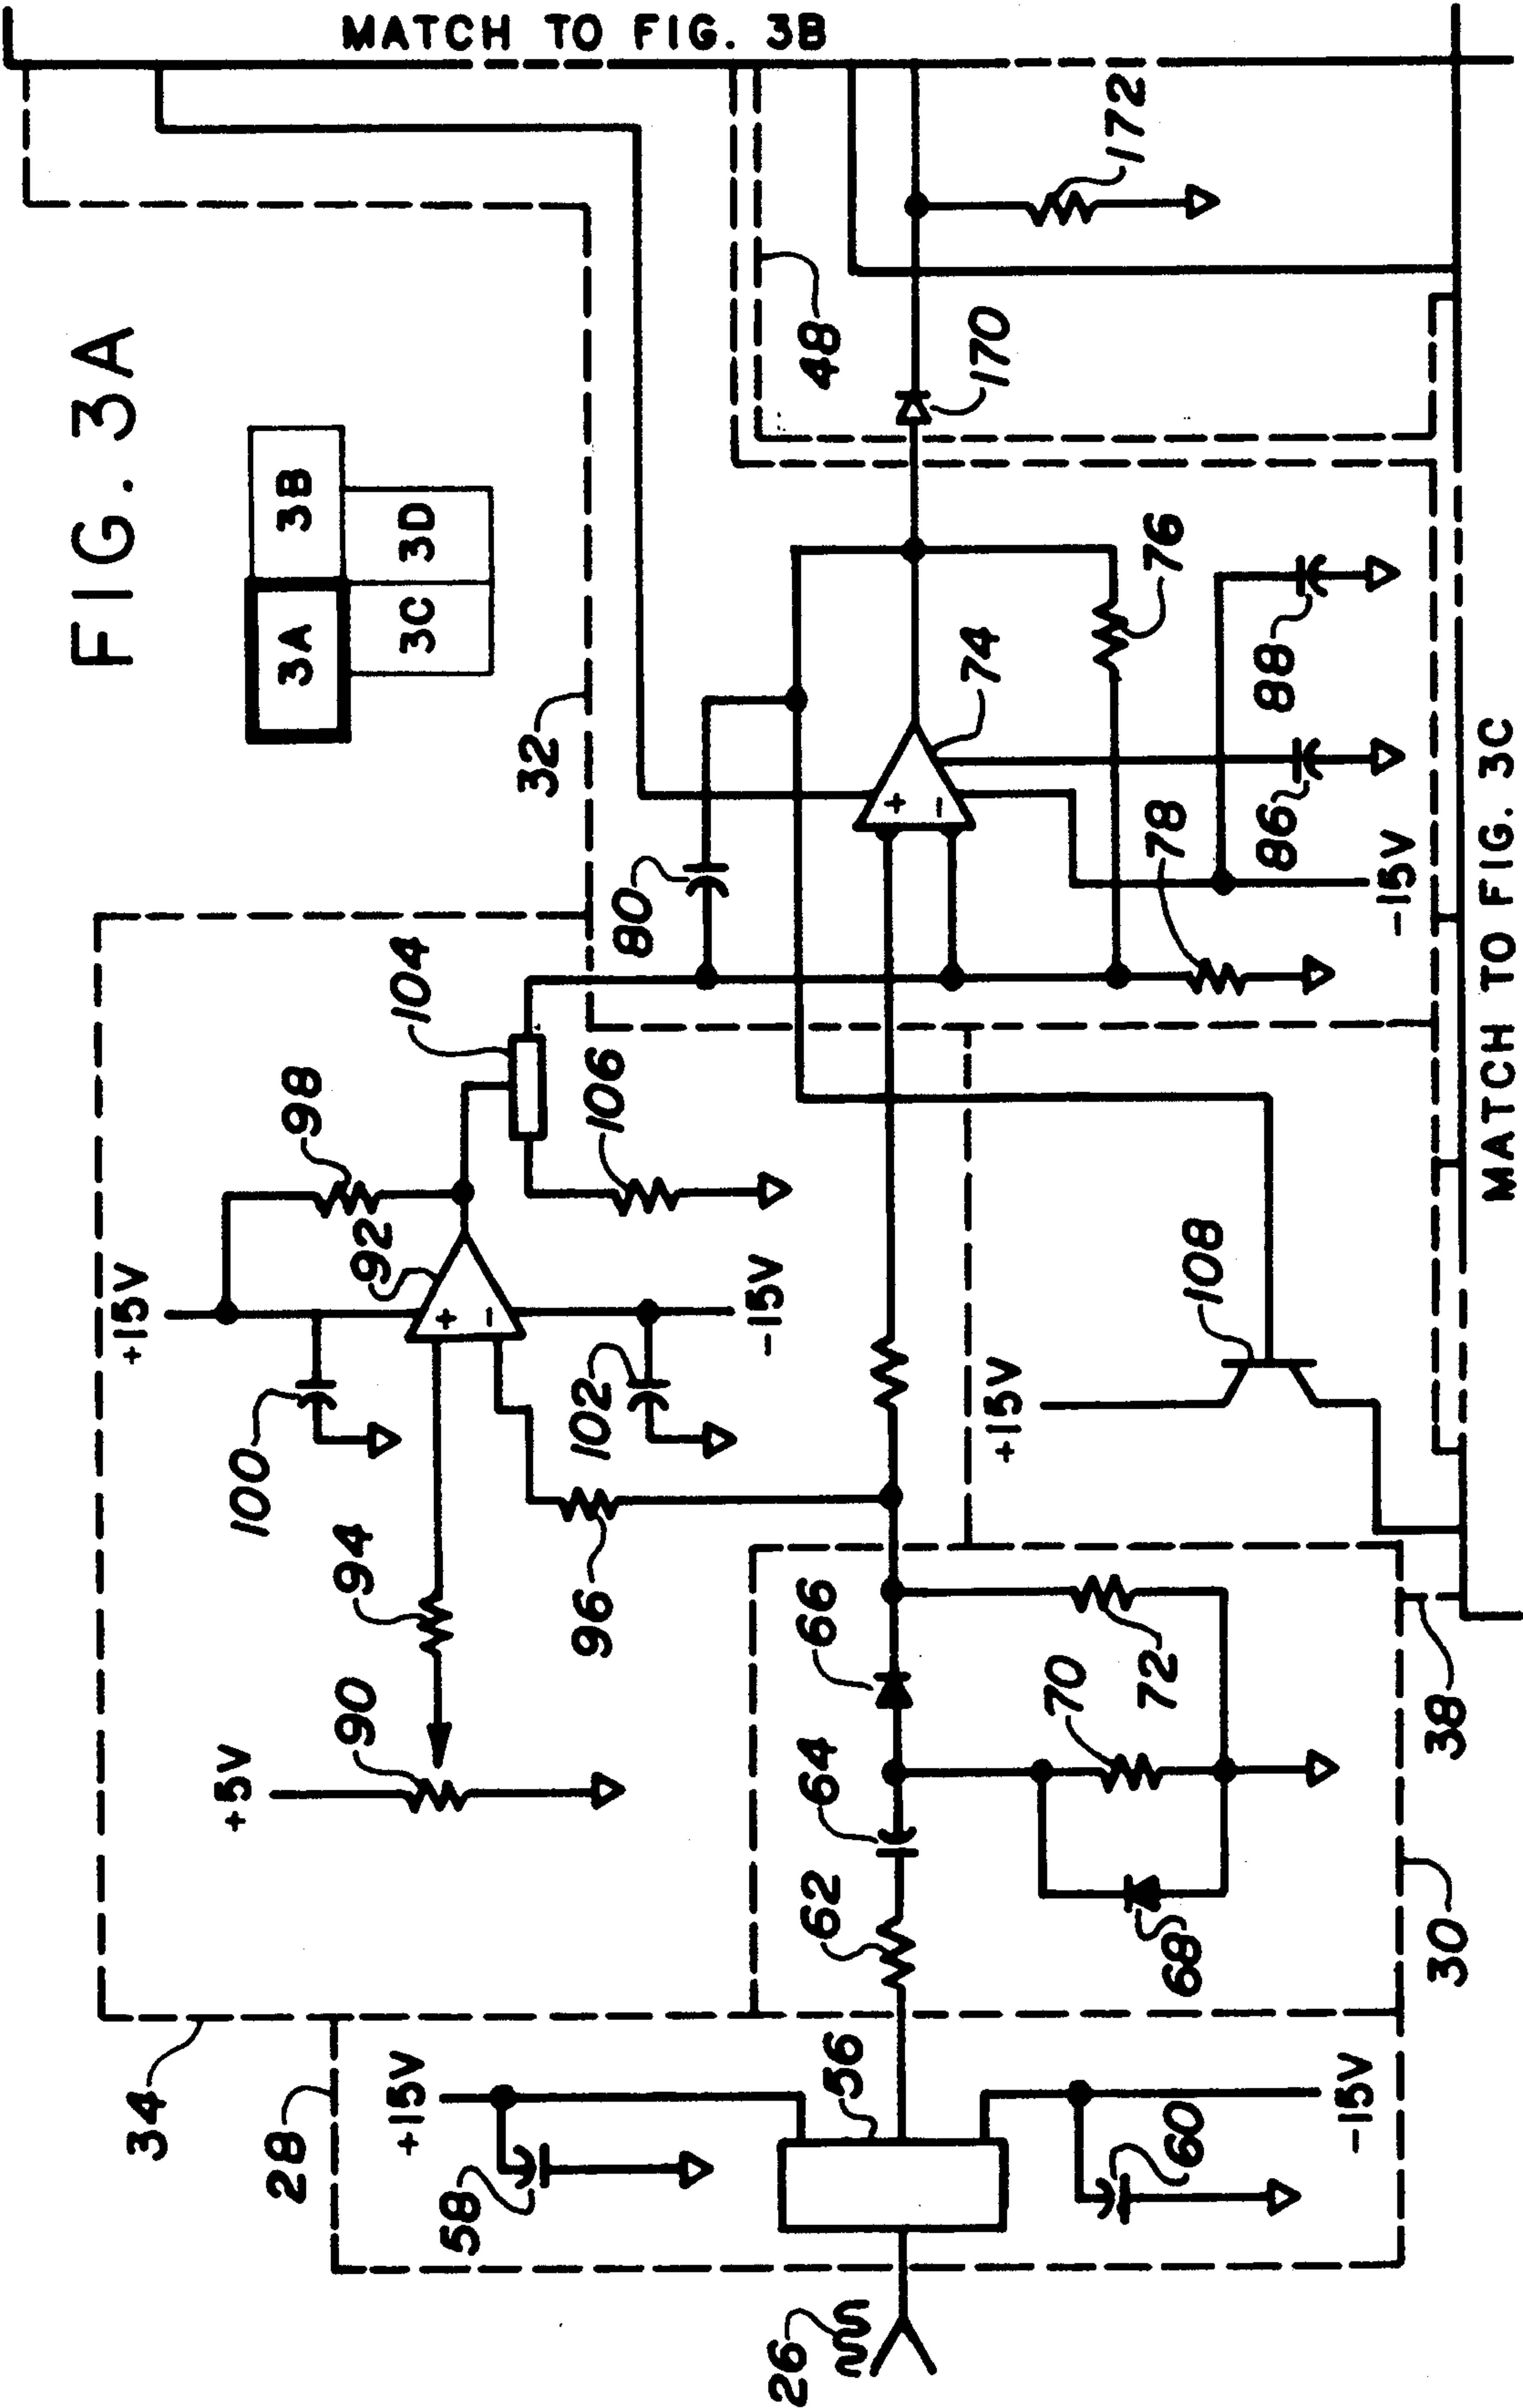 FIG. 3A
3A 3B
3C 3D
MATCH TO FIG. 3B
MATCH TO FIG. 3C
34
28
+15V
58
56
60
-15V
26
+5V
90
94
100
+15V
98
92
104
102
-15V
106
96
32
80
62
64
66
68
70
72
30
38
+15V
108
74
76
78
86
88
-15V
48
170
172